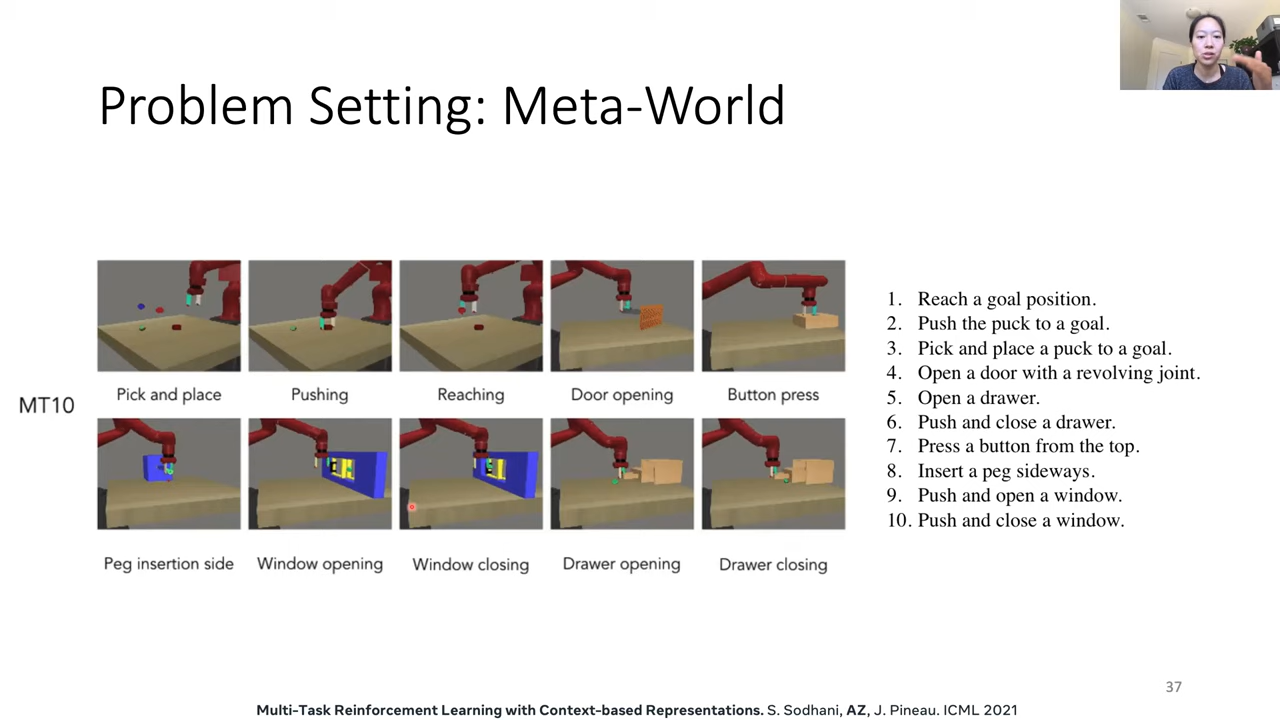 Problem Setting: Meta-World
MT10
Pick and place
Pushing
Reaching
Door opening
Button press
Peg insertion side
Window opening
Window closing
Drawer opening
Drawer closing
1. Reach a goal position.
2. Push the puck to a goal.
3. Pick and place a puck to a goal.
4. Open a door with a revolving joint.
5. Open a drawer.
6. Push and close a drawer.
7. Press a button from the top.
8. Insert a peg sideways.
9. Push and open a window.
10. Push and close a window.
37
Multi-Task Reinforcement Learning with Context-based Representations. S. Sodhani, AZ, J. Pineau. ICML 2021